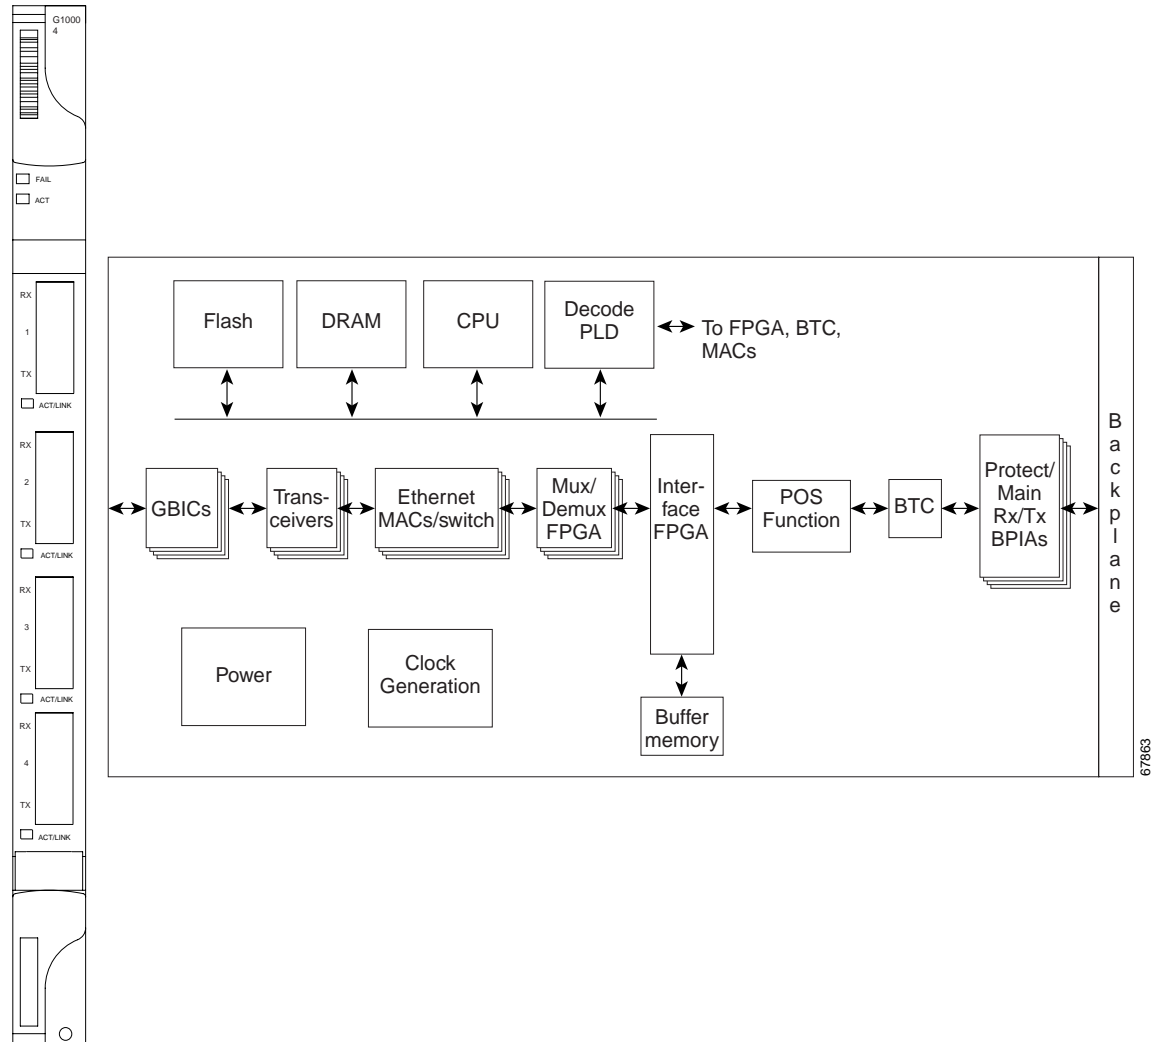 G1000
4
FAIL
ACT
RX
1
TX
ACT/LINK
RX
2
TX
ACT/LINK
RX
3
TX
ACT/LINK
RX
4
TX
ACT/LINK
Flash
DRAM
CPU
Decode
PLD
To FPGA, BTC,
MACs
GBICs
Trans-
ceivers
Ethernet
MACs/switch
Mux/
Demux
FPGA
Inter-
face
FPGA
POS
Function
BTC
Protect/
Main
Rx/Tx
BPIAs
Backplane
Power
Clock
Generation
Buffer
memory
67863